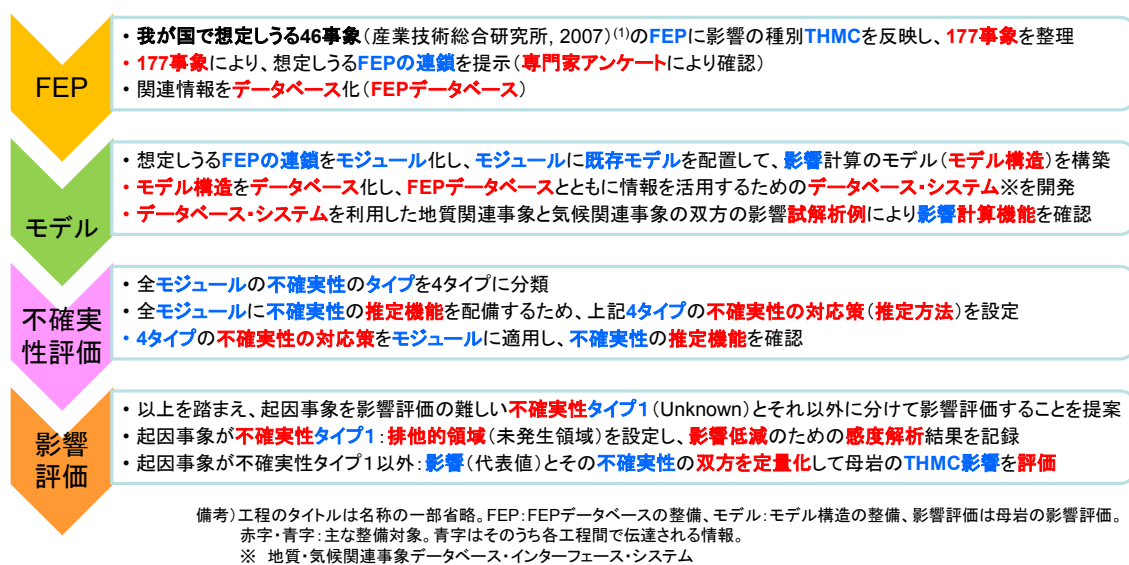 FEP
・我が国で想定しうる46事象（産業技術総合研究所, 2007）(1)のFEPに影響の種別THMCを反映し、177事象を整理
・177事象により、想定しうるFEPの連鎖を提示（専門家アンケートにより確認）
・関連情報をデータベース化（FEPデータベース）
モデル
・想定しうるFEPの連鎖をモジュール化し、モジュールに既存モデルを配置して、影響計算のモデル（モデル構造）を構築
・モデル構造をデータベース化し、FEPデータベースとともに情報を活用するためのデータベース・システム※を開発
・データベース・システムを利用した地質関連事象と気候関連事象の双方の影響試解析例により影響計算機能を確認
不確実
性評価
・全モジュールの不確実性のタイプを4タイプに分類
・全モジュールに不確実性の推定機能を配備するため、上記4タイプの不確実性の対応策（推定方法）を設定
・4タイプの不確実性の対応策をモジュールに適用し、不確実性の推定機能を確認
影響
評価
・以上を踏まえ、起因事象を影響評価の難しい不確実性タイプ1（Unknown）とそれ以外に分けて影響評価することを提案
・起因事象が不確実性タイプ1：排他的領域（未発生領域）を設定し、影響低減のための感度解析結果を記録
・起因事象が不確実性タイプ1以外：影響（代表値）とその不確実性の双方を定量化して母岩のTHMC影響を評価
備考）工程のタイトルは名称の一部省略。FEP：FEPデータベースの整備、モデル：モデル構造の整備、影響評価は母岩の影響評価。
赤字・青字：主な整備対象。青字はそのうち各工程間で伝達される情報。
※ 地質・気候関連事象データベース・インターフェース・システム